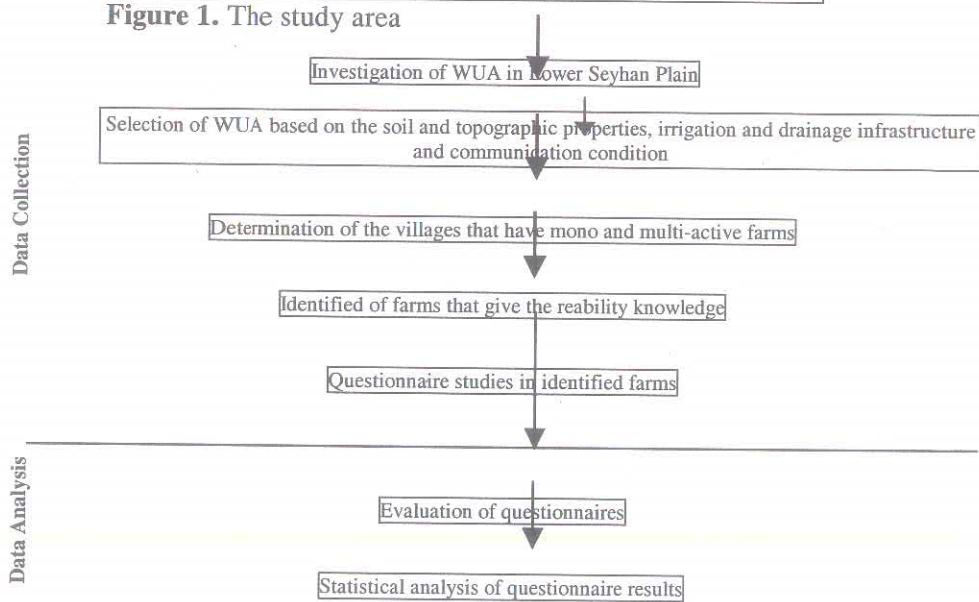 Figure 1. The study area
Investigation of WUA in Lower Seyhan Plain
Selection of WUA based on the soil and topographic properties, irrigation and drainage infrastructure
and communication condition
Determination of the villages that have mono and multi-active farms
Identified of farms that give the reability knowledge
Questionnaire studies in identified farms
Evaluation of questionnaires
Statistical analysis of questionnaire results
Data Collection
Data Analysis